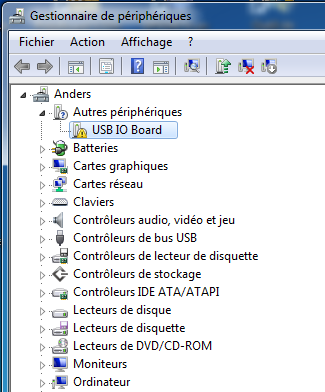 Gestionnaire de périphériques
Fichier Action Affichage ?
Anders
Autres périphériques
USB IO Board
Batteries
Cartes graphiques
Cartes réseau
Claviers
Contrôleurs audio, vidéo et jeu
Contrôleurs de bus USB
Contrôleurs de lecteur de disquette
Contrôleurs de stockage
Contrôleurs IDE ATA/ATAPI
Lecteurs de disque
Lecteurs de disquette
Lecteurs de DVD/CD-ROM
Moniteurs
Ordinateur